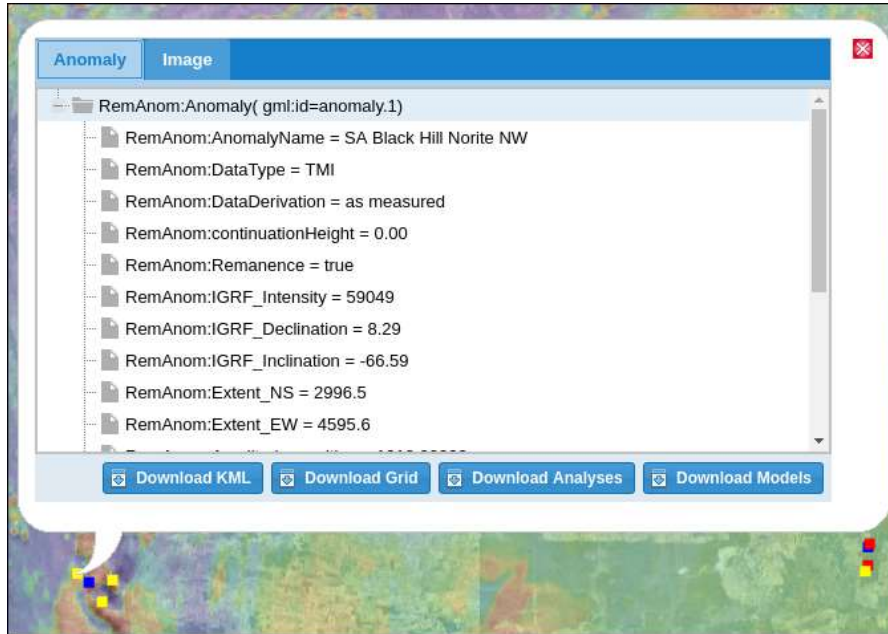 Anomaly Image
RemAnom:Anomaly( gml:id=anomaly.1)
RemAnom:AnomalyName = SA Black Hill Norite NW
RemAnom:DataType = TMI
RemAnom:DataDerivation = as measured
RemAnom:continuationHeight = 0.00
RemAnom:Remanence = true
RemAnom:IGRF_Intensity = 59049
RemAnom:IGRF_Declination = 8.29
RemAnom:IGRF_Inclination = -66.59
RemAnom:Extent_NS = 2996.5
RemAnom:Extent_EW = 4595.6
Download KML Download Grid Download Analyses Download Models